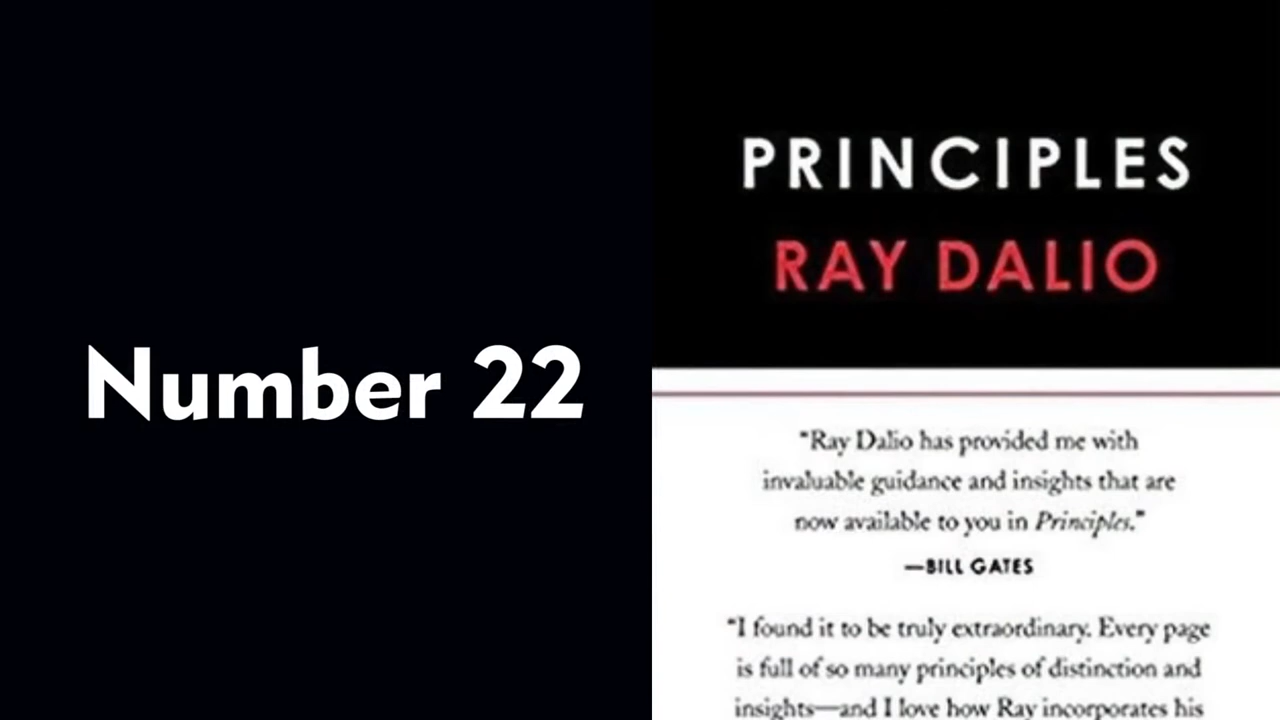 Number 22
PRINCIPLES
RAY DALIO
"Ray Dalio has provided me with
invaluable guidance and insights that are
now available to you in Principles."
—BILL GATES
"I found it to be truly extraordinary. Every page
is full of so many principles of distinction and
insights—and I love how Ray incorporates his